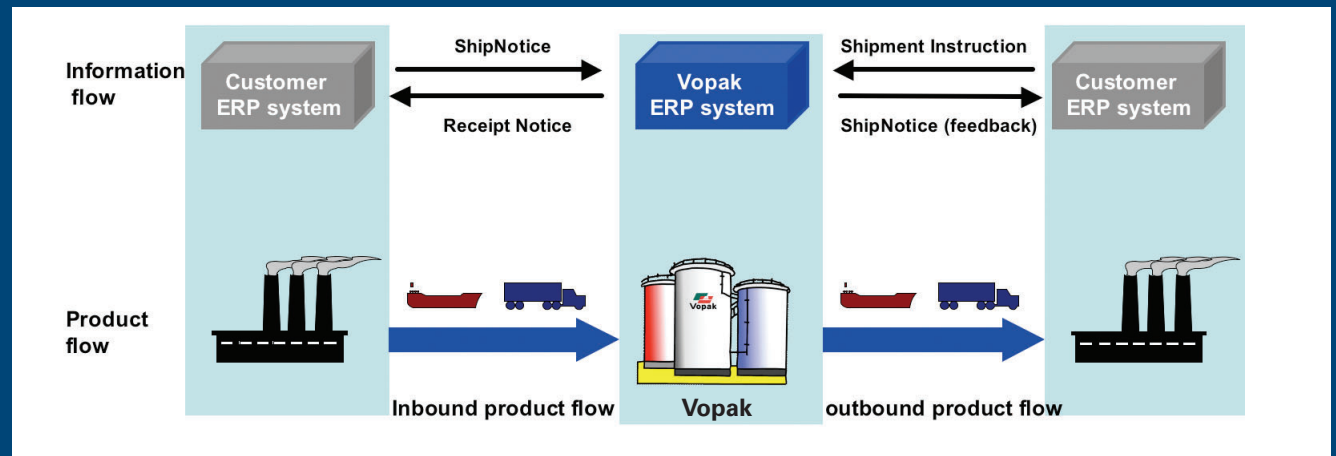 Information
flow
Customer
ERP system
ShipNotice
Receipt Notice
Vopak
ERP system
Shipment Instruction
ShipNotice (feedback)
Customer
ERP system
Product
flow
Vopak
Inbound product flow
Vopak
outbound product flow